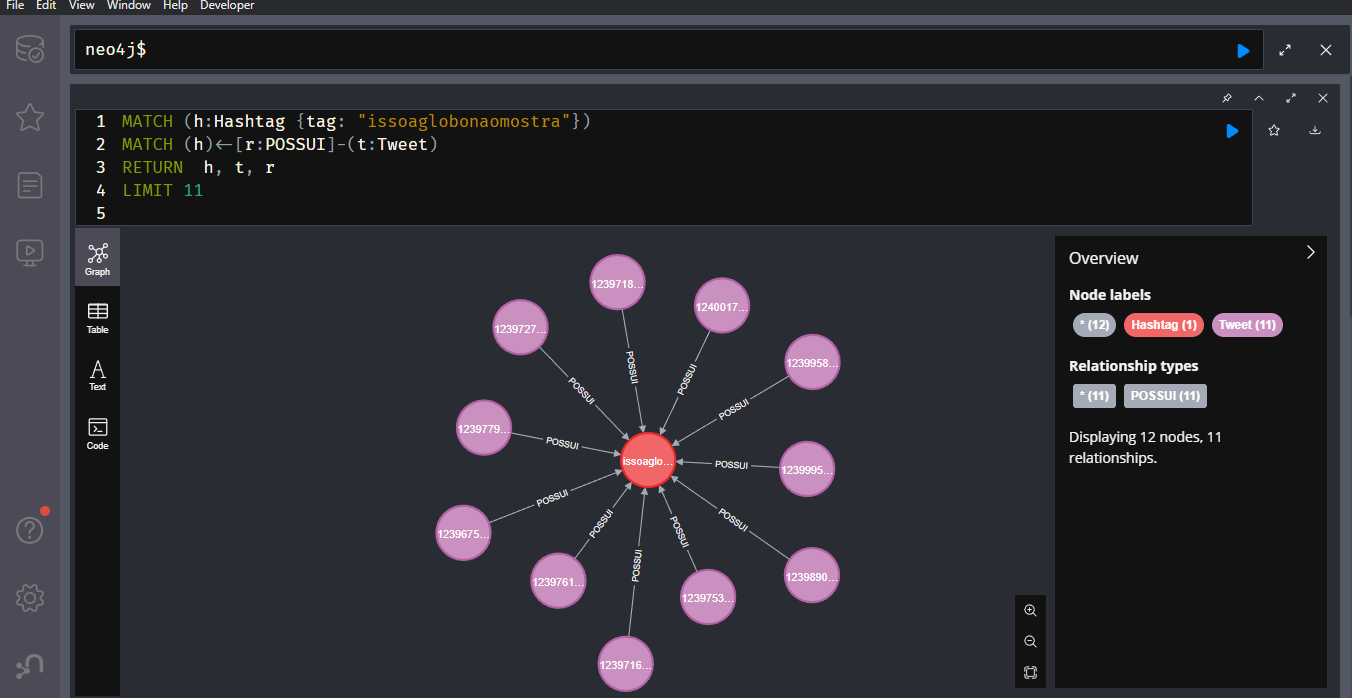 File Edit View Window Help Developer
neo4j$
1 MATCH (h:Hashtag {tag: "issoaglobonaomostra"})
2 MATCH (h)<-[r:POSSUI]-(t:Tweet)
3 RETURN  h, t, r
4 LIMIT 11
5
Graph
Table
Text
Code
1239718...
1240017...
1239727...
1239958...
1239779...
issoaglo...
1239995...
1239675...
1239761...
1239753...
1239890...
1239716...
POSSUI
POSSUI
POSSUI
POSSUI
POSSUI
POSSUI
POSSUI
POSSUI
POSSUI
POSSUI
POSSUI
Overview
Node labels
* (12) Hashtag (1) Tweet (11)
Relationship types
* (11) POSSUI (11)
Displaying 12 nodes, 11
relationships.